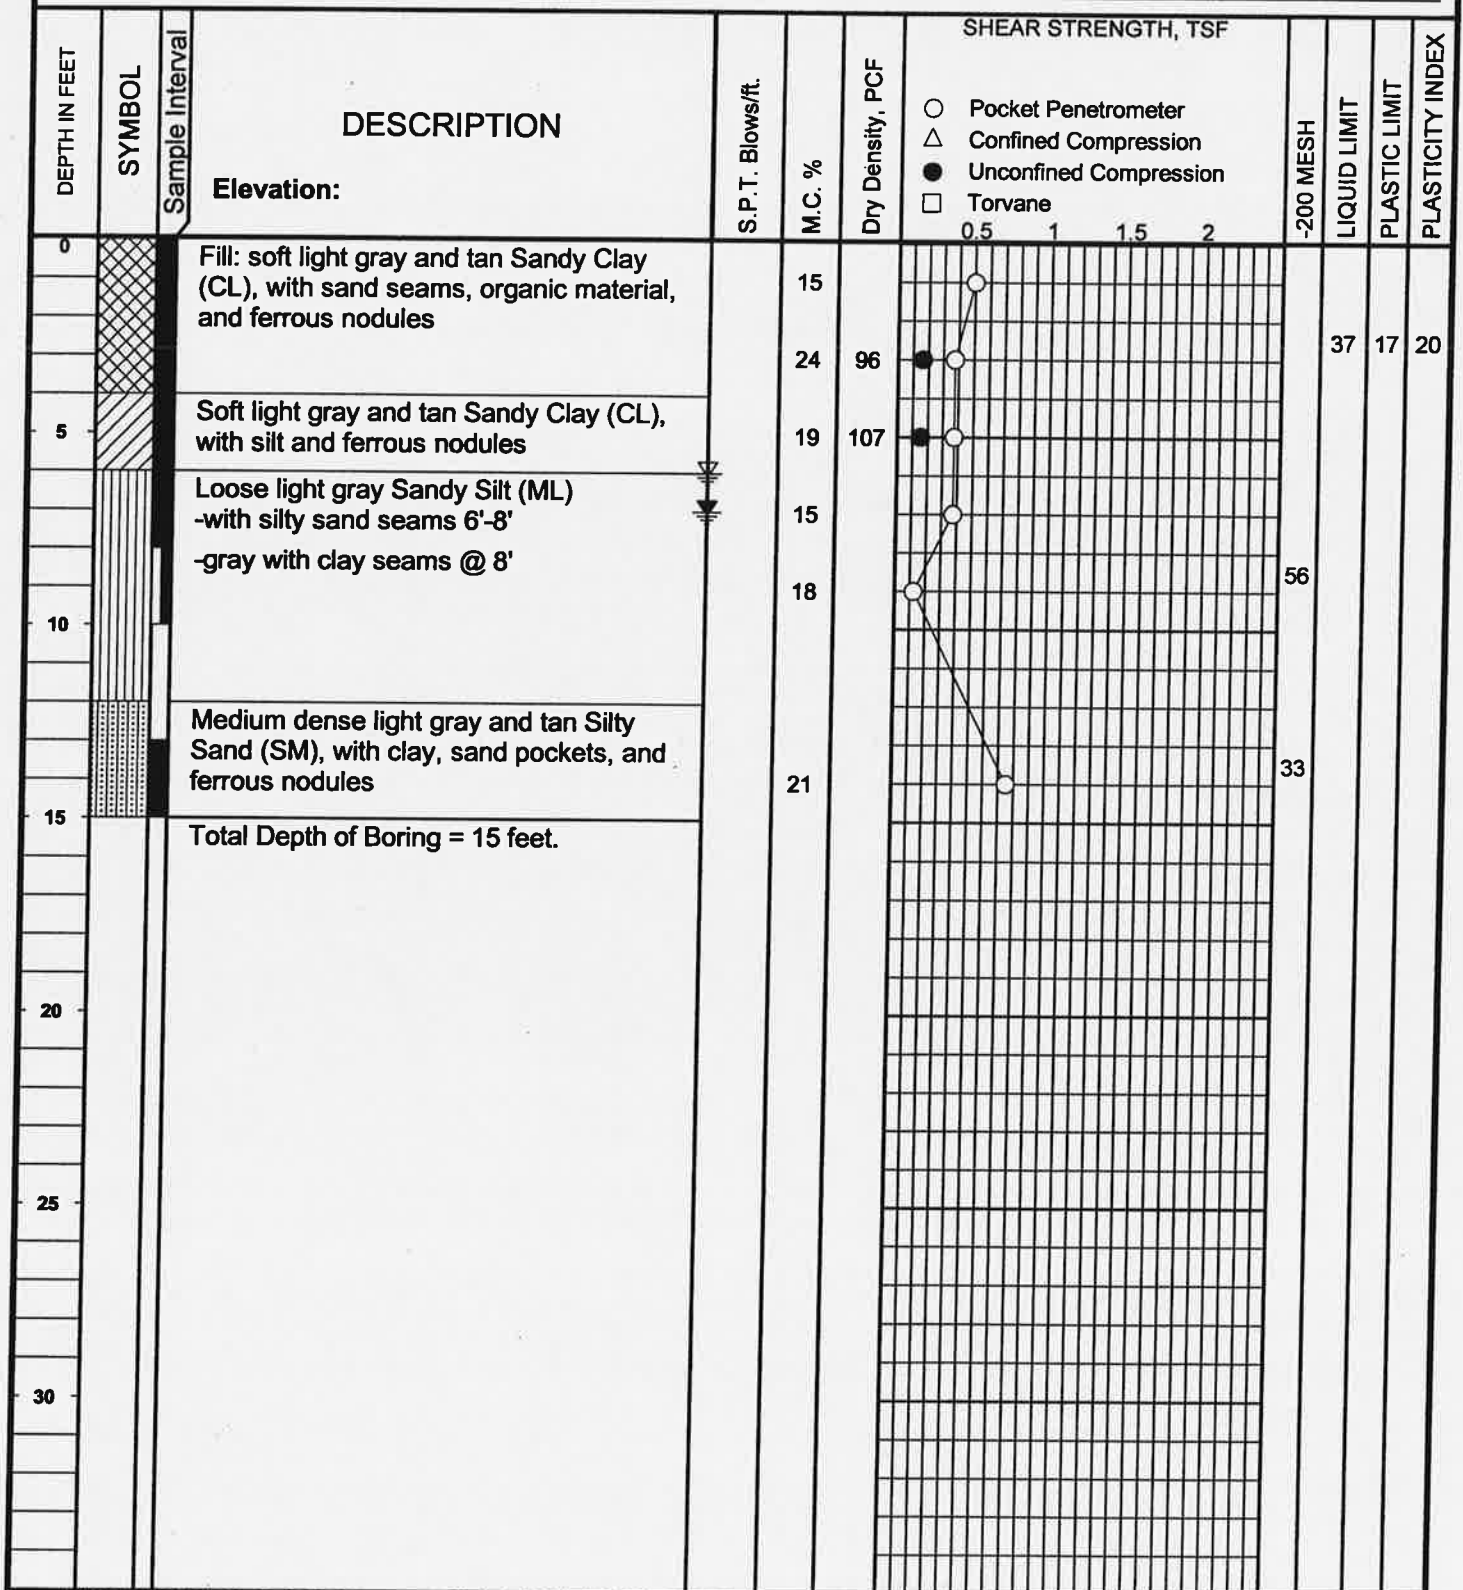 DEPTH IN FEET
SYMBOL
Sample Interval
DESCRIPTION
Elevation:
S.P.T. Blows/ft.
M.C. %
Dry Density, PCF
SHEAR STRENGTH, TSF
Pocket Penetrometer
Confined Compression
Unconfined Compression
Torvane
0.5 1 1.5 2
-200 MESH
LIQUID LIMIT
PLASTIC LIMIT
PLASTICITY INDEX
0
Fill: soft light gray and tan Sandy Clay
(CL), with sand seams, organic material,
and ferrous nodules
15
24 96
37 17 20
Soft light gray and tan Sandy Clay (CL),
with silt and ferrous nodules
5
19 107
Loose light gray Sandy Silt (ML)
-with silty sand seams 6'-8'
15
-gray with clay seams @ 8'
18
56
10
Medium dense light gray and tan Silty
Sand (SM), with clay, sand pockets, and
ferrous nodules
21
33
15
Total Depth of Boring = 15 feet.
20
25
30